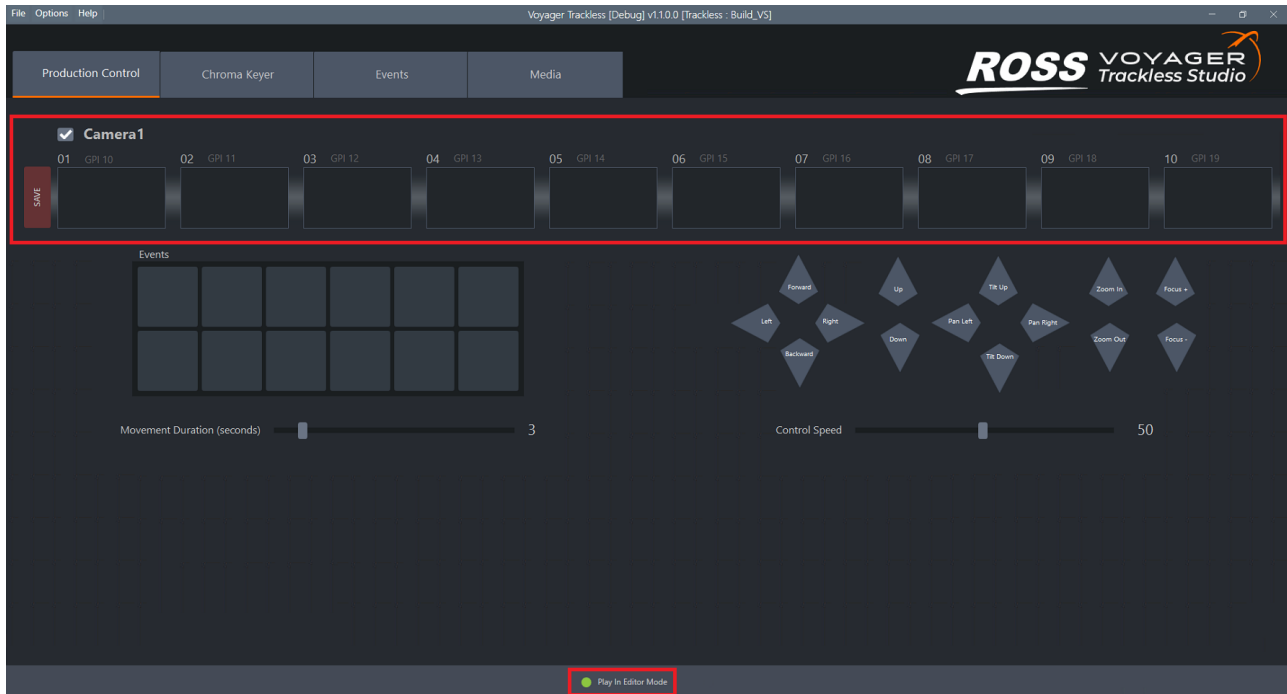 File Options Help
Voyager Trackless [Debug] v1.1.0.0 [Trackless : Build_VS]
Production Control
Chroma Keyer
Events
Media
ROSS VOYAGER
Trackless Studio
Camera1
01 GPI 10
02 GPI 11
03 GPI 12
04 GPI 13
05 GPI 14
06 GPI 15
07 GPI 16
08 GPI 17
09 GPI 18
10 GPI 19
SAVE
Events
Forward
Left
Right
Backward
Up
Down
Tilt Up
Pan Left
Pan Right
Tilt Down
Zoom In
Zoom Out
Focus +
Focus -
Movement Duration (seconds) 3
Control Speed 50
Play In Editor Mode